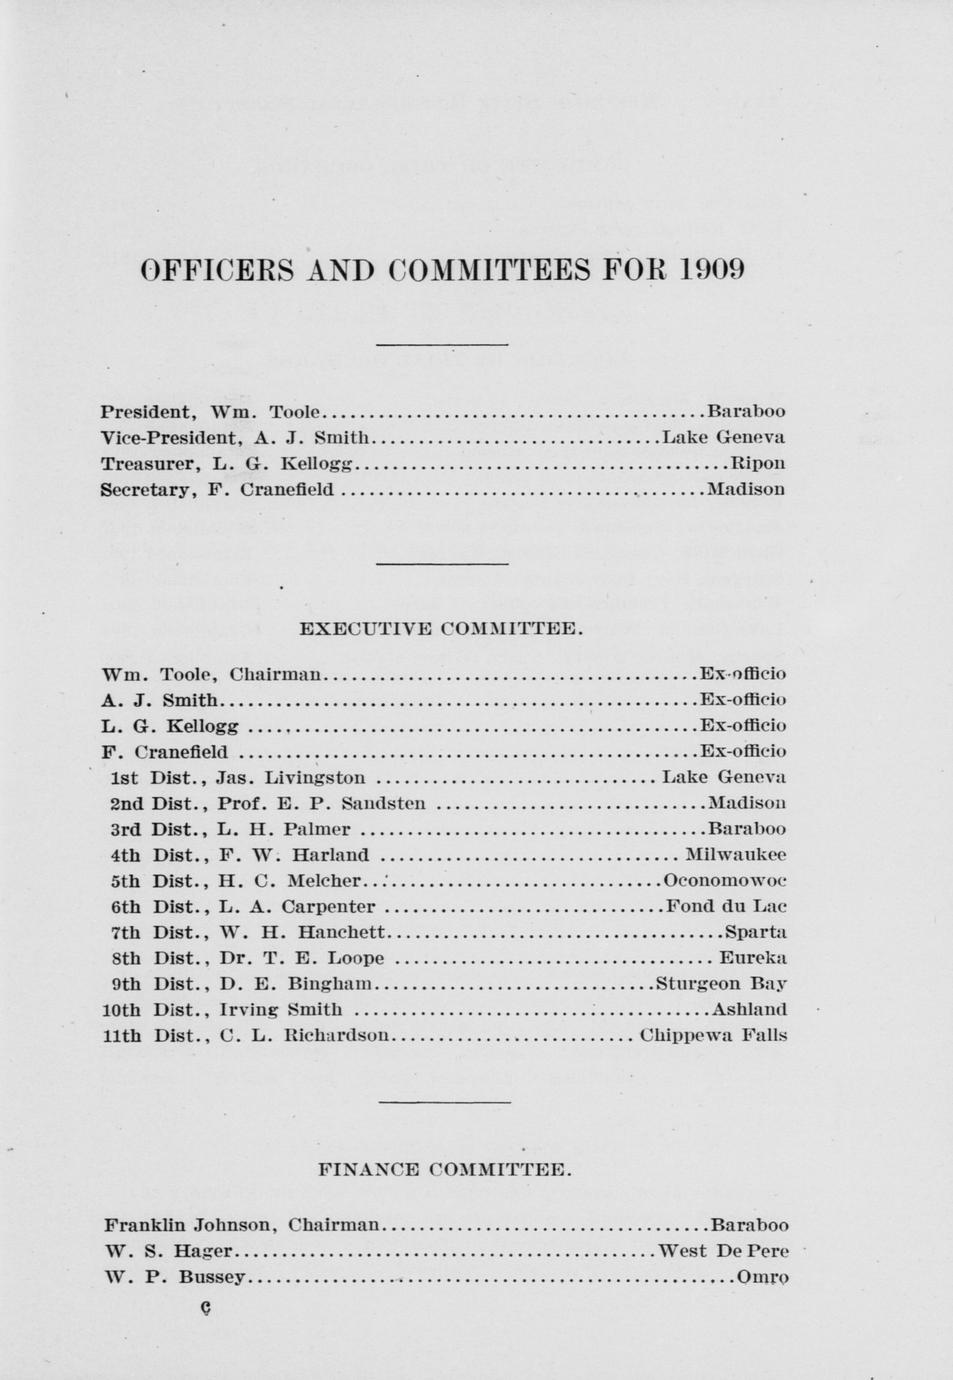 OFFICERS AND COMMITTEES FOR 1909
President, Wm. Toole.........................................Baraboo
Vice-President, A. J. Smith...............................Lake Geneva
Treasurer, L. G. Kellogg........................................Ripon
Secretary, F. Cranefield .......................................Madison
EXECUTIVE COMMITTEE.
Wm. Toole, Chairman........................................Ex-officio
A. J. Smith...................................................Ex-officio
L. G. Kellogg ................................................Ex-officio
F. Cranefield .................................................Ex-officio
1st Dist., Jas. Livingston .............................. Lake Geneva
2nd Dist., Prof. E. P. Sandsten .............................Madison
3rd Dist., L. H. Palmer .....................................Baraboo
4th Dist., F. W. Harland ................................ Milwaukee
5th Dist., H. C. Melcher................................Oconomowoc
6th Dist., L. A. Carpenter ..............................Fond du Lac
7th Dist., W. H. Hanchett....................................Sparta
8th Dist., Dr. T. E. Loope .................................. Eureka
9th Dist., D. E. Bingham..............................Sturgeon Bay
10th Dist., Irving Smith ......................................Ashland
11th Dist., C. L. Richardson.......................... Chippewa Falls
FINANCE COMMITTEE.
Franklin Johnson, Chairman...................................Baraboo
W. S. Hager.............................................West De Pere
W. P. Bussey....................................................Omro
C